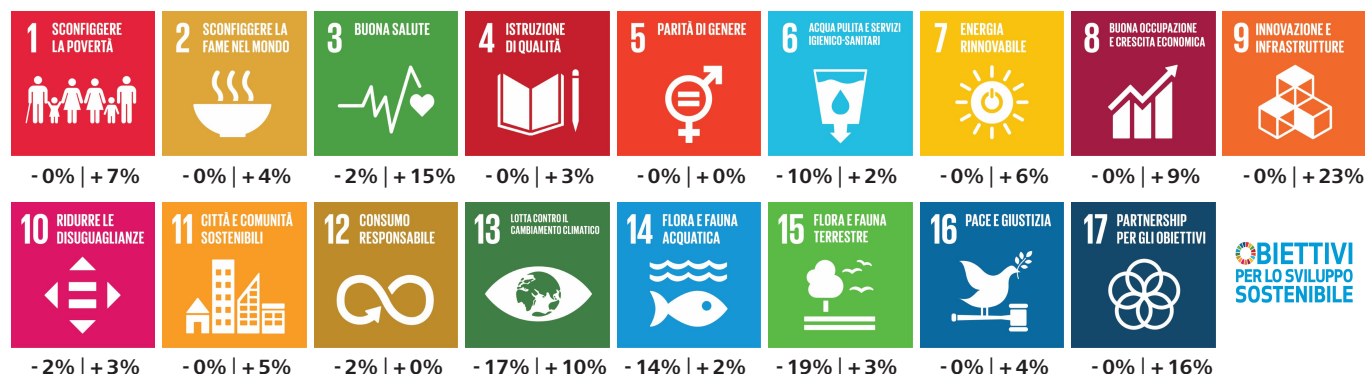 1 SCONFIGGERE
LA POVERTÀ
2 SCONFIGGERE LA
FAME NEL MONDO
3 BUONA SALUTE
4 ISTRUZIONE
DI QUALITÀ
5 PARITÀ DI GENERE
6 ACQUA PULITA E SERVIZI
IGIENICO-SANITARI
7 ENERGIA
RINNOVABILE
8 BUONA OCCUPAZIONE
E CRESCITA ECONOMICA
9 INNOVAZIONE E
INFRASTRUTTURE
-0% | +7%
-0% | +4%
-2% | +15%
-0% | +3%
-0% | +0%
-10% | +2%
-0% | +6%
-0% | +9%
-0% | +23%
10 RIDURRE LE
DISUGUAGLIANZE
11 CITTÀ E COMUNITÀ
SOSTENIBILI
12 CONSUMO
RESPONSABILE
13 LOTTA CONTRO IL
CAMBIAMENTO CLIMATICO
14 FLORA E FAUNA
ACQUATICA
15 FLORA E FAUNA
TERRESTRE
16 PACE E GIUSTIZIA
17 PARTNERSHIP
PER GLI OBIETTIVI
OBIETTIVI
PER LO SVILUPPO
SOSTENIBILE
-2% | +3%
-0% | +5%
-2% | +0%
-17% | +10%
-14% | +2%
-19% | +3%
-0% | +4%
-0% | +16%